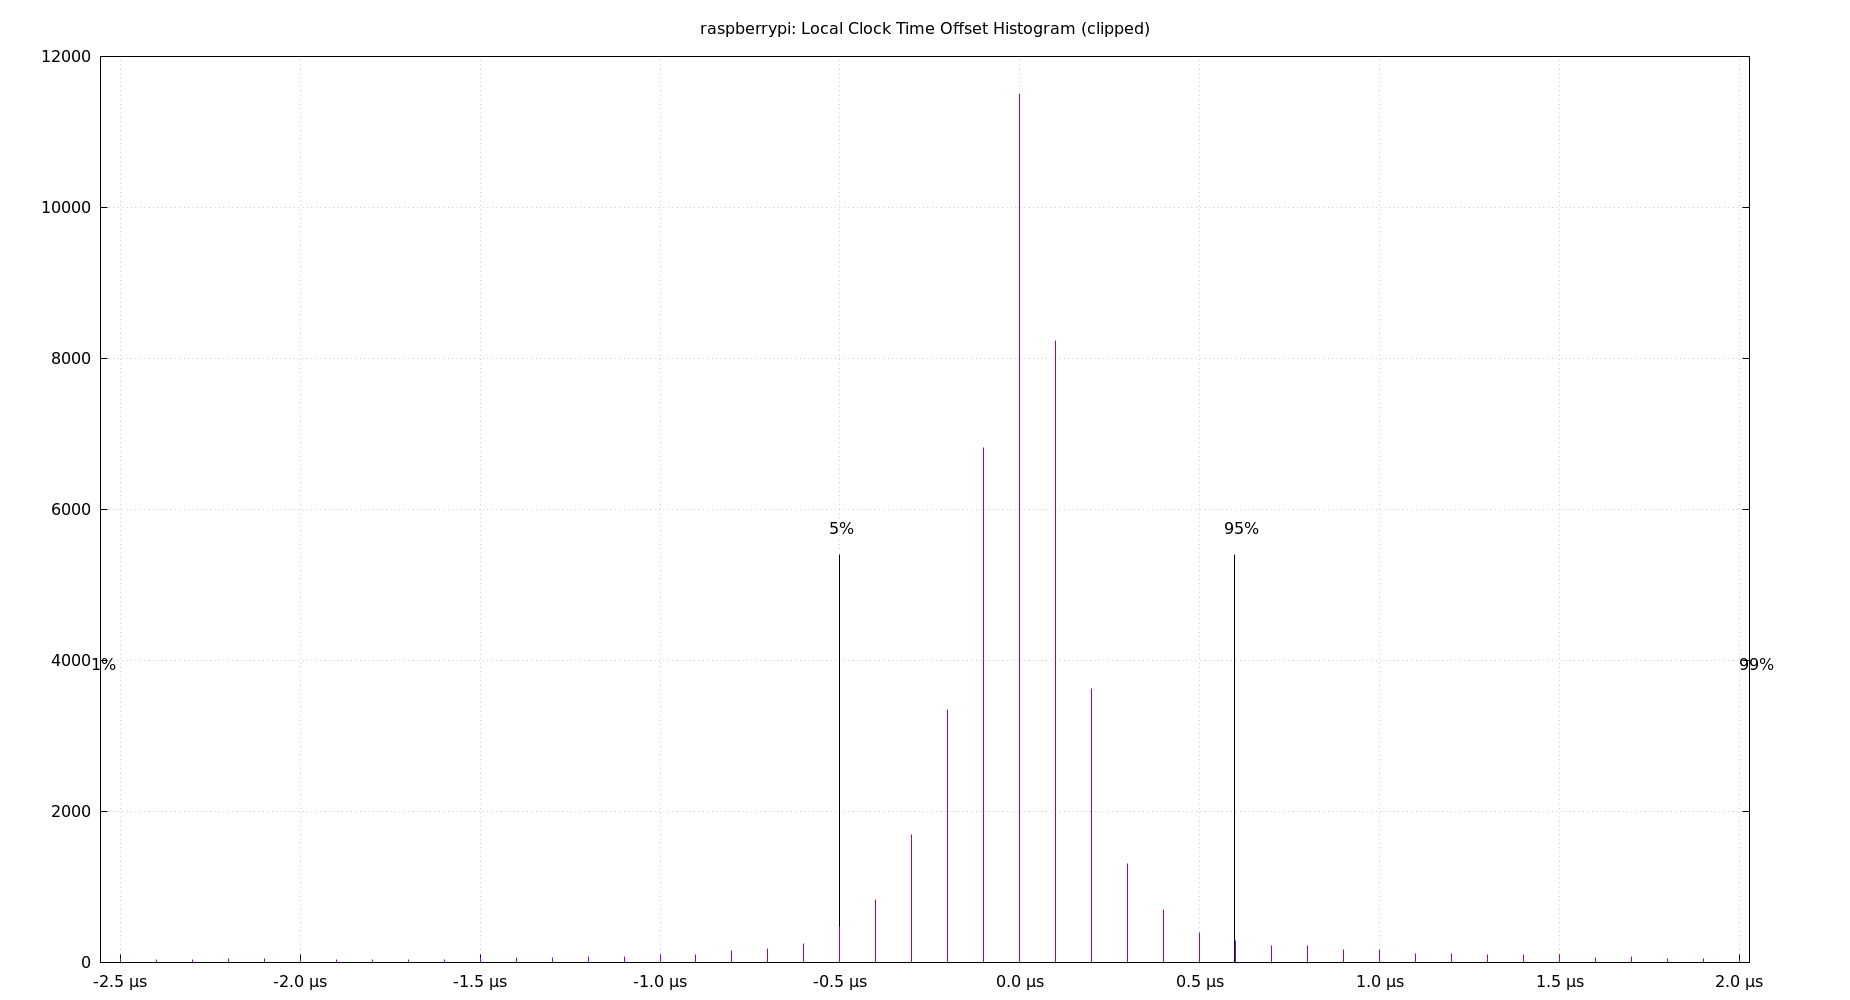 raspberrypi: Local Clock Time Offset Histogram (clipped)
12000
10000
8000
6000
5% 95%
4000 1% 99%
2000
0
-2.5 µs -2.0 µs -1.5 µs -1.0 µs -0.5 µs 0.0 µs 0.5 µs 1.0 µs 1.5 µs 2.0 µs